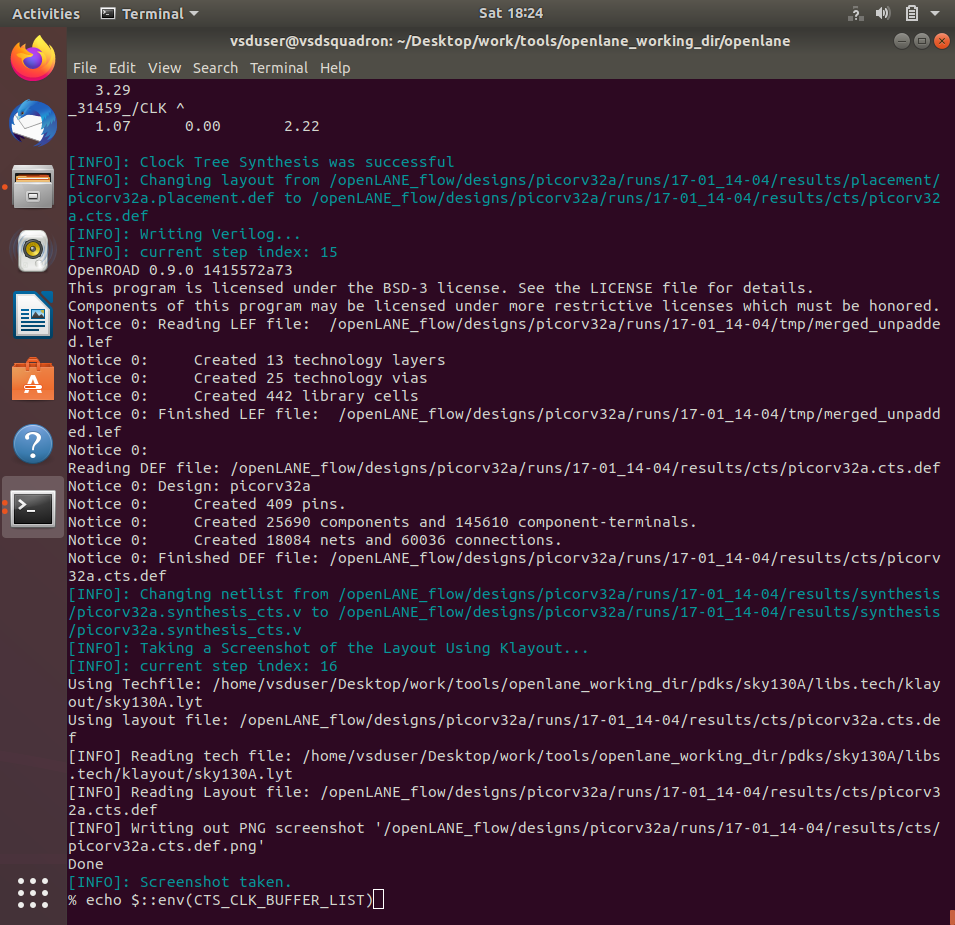 Activities Terminal Sat 18:24
vsduser@vsdsquadron: ~/Desktop/work/tools/openlane_working_dir/openlane
File Edit View Search Terminal Help
3.29
_31459_/CLK ^
1.07 0.00 2.22
[INFO]: Clock Tree Synthesis was successful
[INFO]: Changing layout from /openLANE_flow/designs/picorv32a/runs/17-01_14-04/results/placement/
picorv32a.placement.def to /openLANE_flow/designs/picorv32a/runs/17-01_14-04/results/cts/picorv32
a.cts.def
[INFO]: Writing Verilog...
[INFO]: current step index: 15
OpenROAD 0.9.0 1415572a73
This program is licensed under the BSD-3 license. See the LICENSE file for details.
Components of this program may be licensed under more restrictive licenses which must be honored.
Notice 0: Reading LEF file:  /openLANE_flow/designs/picorv32a/runs/17-01_14-04/tmp/merged_unpadde
d.lef
Notice 0:     Created 13 technology layers
Notice 0:     Created 25 technology vias
Notice 0:     Created 442 library cells
Notice 0: Finished LEF file:  /openLANE_flow/designs/picorv32a/runs/17-01_14-04/tmp/merged_unpadd
ed.lef
Notice 0:
Reading DEF file: /openLANE_flow/designs/picorv32a/runs/17-01_14-04/results/cts/picorv32a.cts.def
Notice 0: Design: picorv32a
Notice 0:     Created 409 pins.
Notice 0:     Created 25690 components and 145610 component-terminals.
Notice 0:     Created 18084 nets and 60036 connections.
Notice 0: Finished DEF file: /openLANE_flow/designs/picorv32a/runs/17-01_14-04/results/cts/picorv
32a.cts.def
[INFO]: Changing netlist from /openLANE_flow/designs/picorv32a/runs/17-01_14-04/results/synthesis
/picorv32a.synthesis_cts.v to /openLANE_flow/designs/picorv32a/runs/17-01_14-04/results/synthesis
/picorv32a.synthesis_cts.v
[INFO]: Taking a Screenshot of the Layout Using Klayout...
[INFO]: current step index: 16
Using Techfile: /home/vsduser/Desktop/work/tools/openlane_working_dir/pdks/sky130A/libs.tech/klay
out/sky130A.lyt
Using layout file: /openLANE_flow/designs/picorv32a/runs/17-01_14-04/results/cts/picorv32a.cts.de
f
[INFO] Reading tech file: /home/vsduser/Desktop/work/tools/openlane_working_dir/pdks/sky130A/libs
.tech/klayout/sky130A.lyt
[INFO] Reading Layout file: /openLANE_flow/designs/picorv32a/runs/17-01_14-04/results/cts/picorv3
2a.cts.def
[INFO] Writing out PNG screenshot '/openLANE_flow/designs/picorv32a/runs/17-01_14-04/results/cts/
picorv32a.cts.def.png'
Done
[INFO]: Screenshot taken.
% echo $::env(CTS_CLK_BUFFER_LIST)